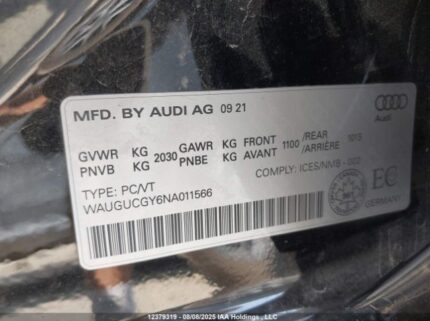 MFD. BY AUDI AG 09 21
Audi
GVWR KG 2030 GAWR KG FRONT 1100 /REAR 1015
PNVB KG PNBE KG AVANT /ARRIÈRE
COMPLY: ICES/NMB - 002
TYPE: PC/VT
WAUGUCGY6NA011566
EC
GERMANY
12379319 - 08/08/2025 IAA Holdings, LLC